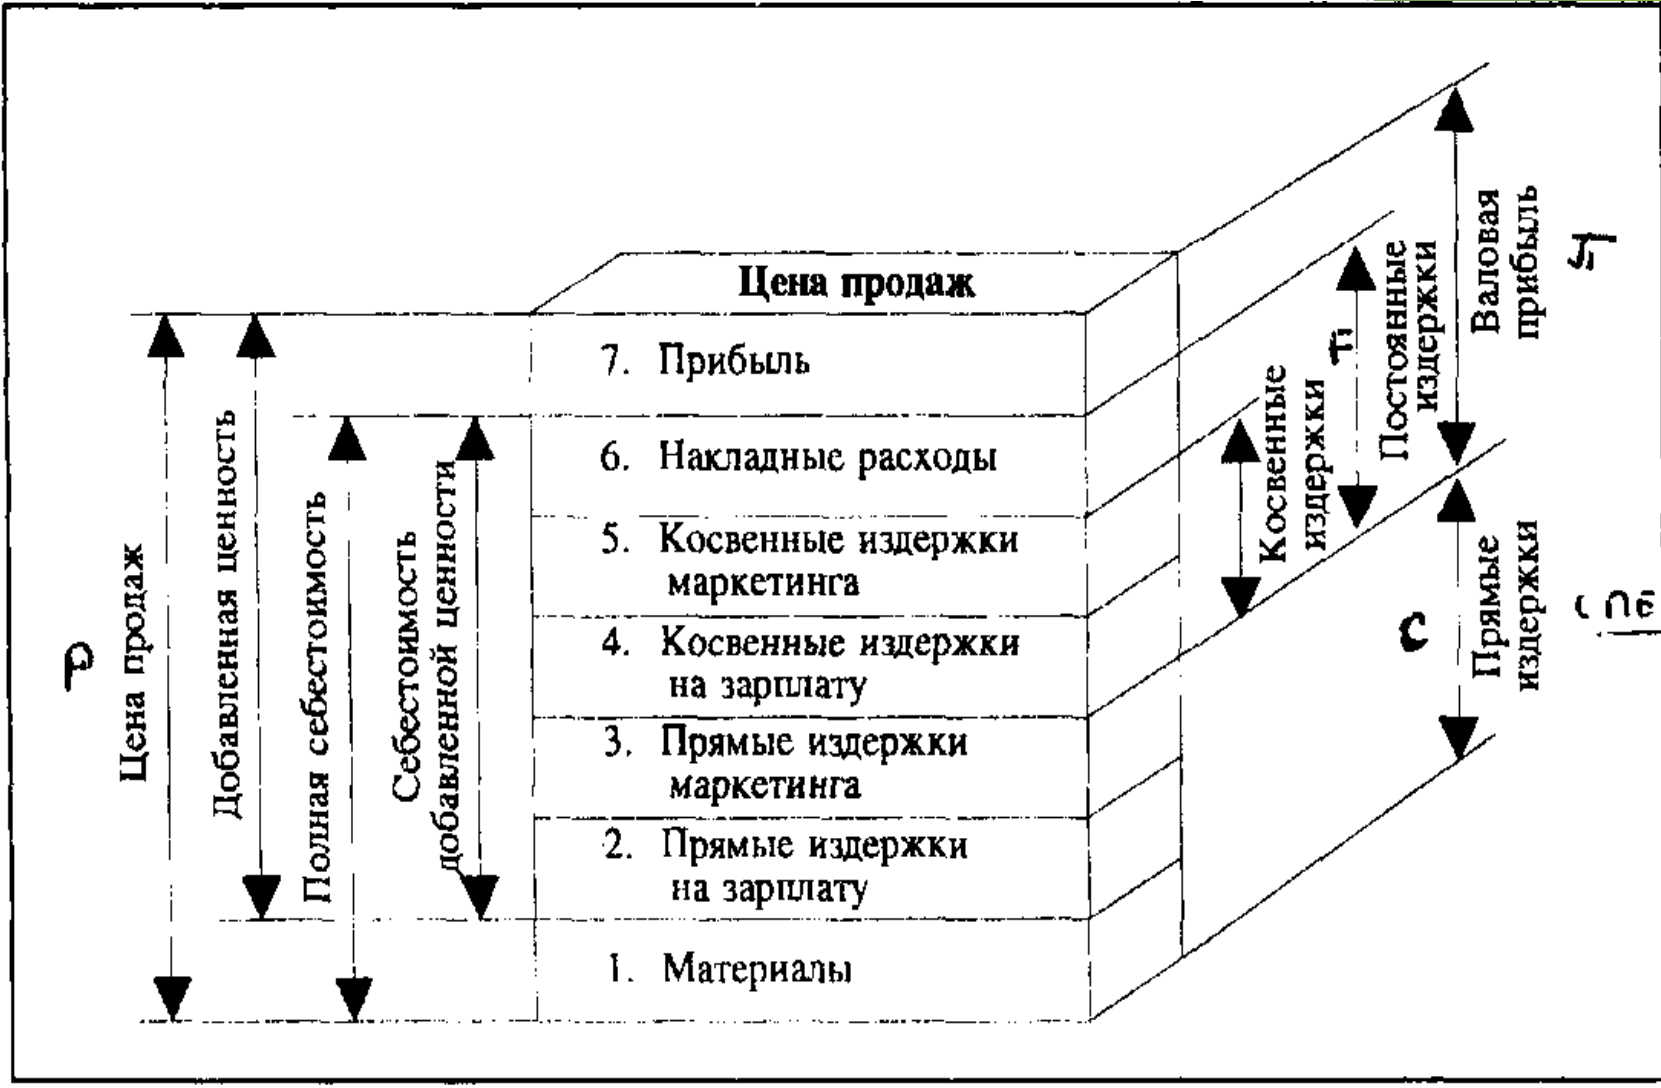 Цена продаж
7. Прибыль
6. Накладные расходы
5. Косвенные издержки
маркетинга
4. Косвенные издержки
на зарплату
3. Прямые издержки
маркетинга
2. Прямые издержки
на зарплату
1. Материалы
P
Цена продаж
Добавленная ценность
Полная себестоимость
Себестоимость
добавленной ценности
Косвенные
издержки
Постоянные
издержки
Валовая
прибыль
C
Прямые
издержки